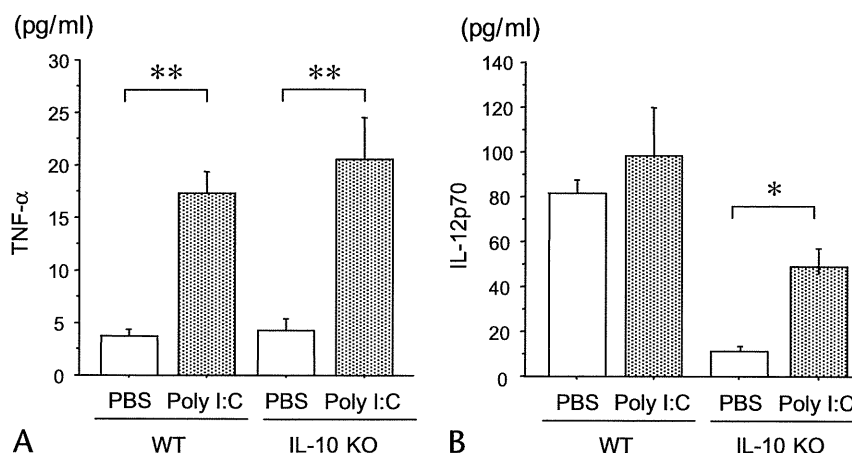 (pg/ml)
TNF-α
30
25
20
15
10
5
0
**
**
PBS Poly I:C PBS Poly I:C
WT IL-10 KO
A
(pg/ml)
IL-12p70
140
120
100
80
60
40
20
0
*
PBS Poly I:C PBS Poly I:C
WT IL-10 KO
B